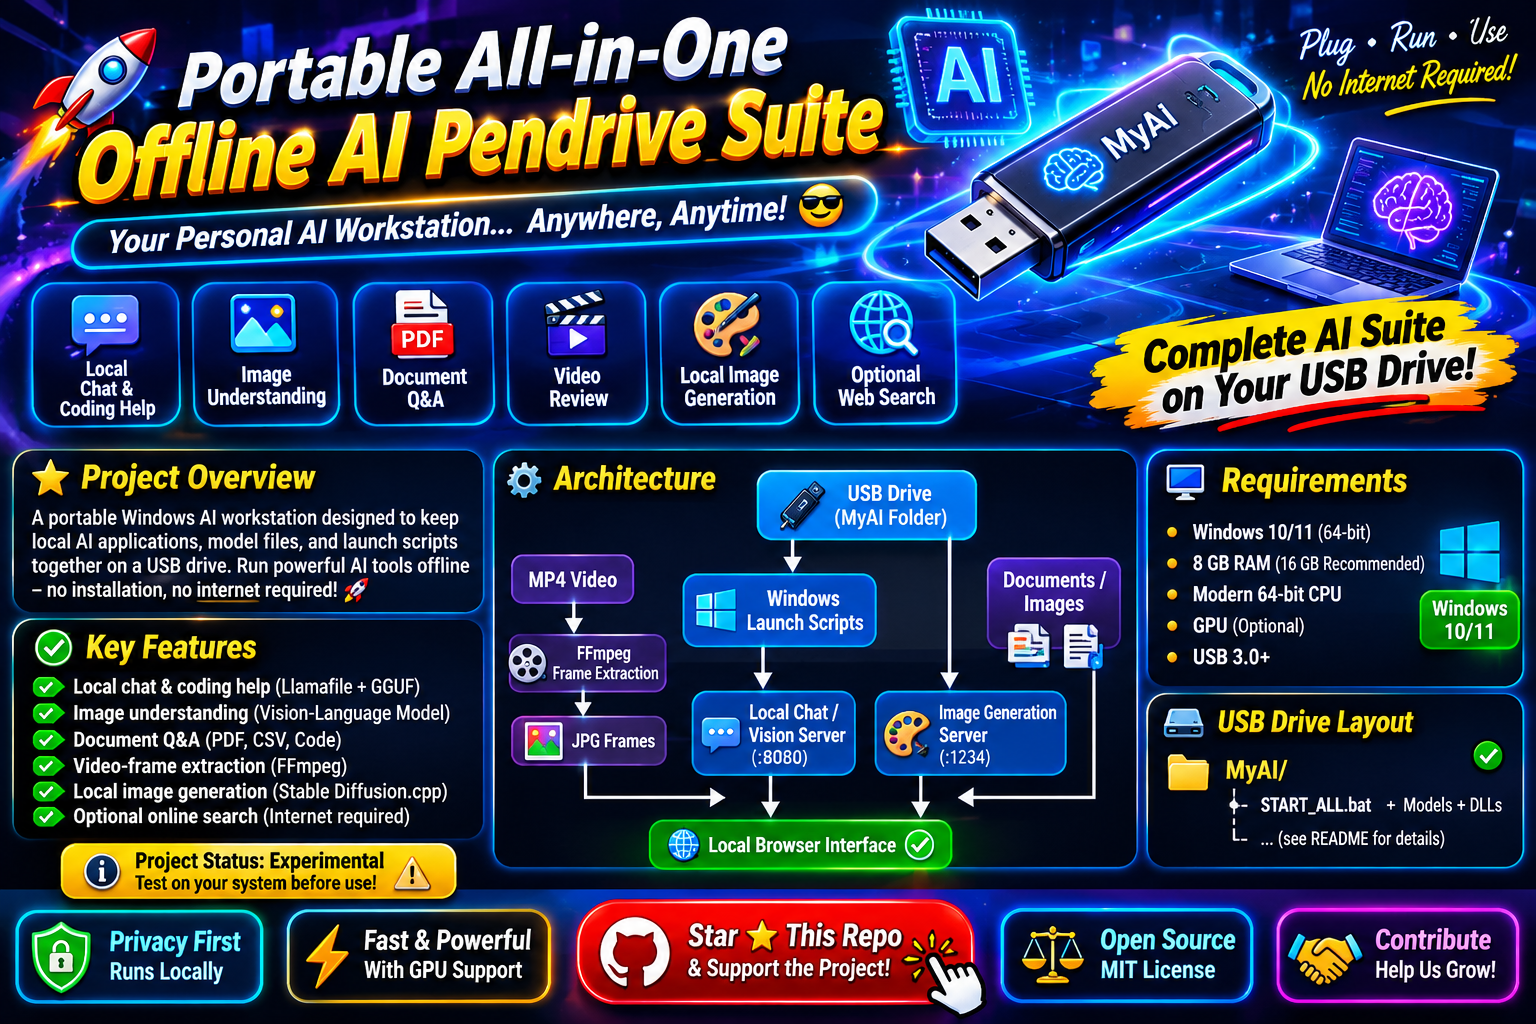 Portable All-in-One
Offline AI Pendrive Suite
Your Personal AI Workstation... Anywhere, Anytime!
AI
MyAI
Plug • Run • Use
No Internet Required!
Complete AI Suite
on Your USB Drive!
Local
Chat &
Coding Help
Image
Understanding
PDF
Document
Q&A
Video
Review
Local Image
Generation
Optional
Web Search
Project Overview
A portable Windows AI workstation designed to keep
local AI applications, model files, and launch scripts
together on a USB drive. Run powerful AI tools offline
– no installation, no internet required!
Key Features
Local chat & coding help (Llamafile + GGUF)
Image understanding (Vision-Language Model)
Document Q&A (PDF, CSV, Code)
Video-frame extraction (FFmpeg)
Local image generation (Stable Diffusion.cpp)
Optional online search (Internet required)
Project Status: Experimental
Test on your system before use!
Architecture
USB Drive
(MyAI Folder)
MP4 Video
FFmpeg
Frame Extraction
JPG Frames
Windows
Launch Scripts
Documents /
Images
Local Chat /
Vision Server
(:8080)
Image Generation
Server
(:1234)
Local Browser Interface
Requirements
• Windows 10/11 (64-bit)
• 8 GB RAM (16 GB Recommended)
• Modern 64-bit CPU
• GPU (Optional)
• USB 3.0+
Windows
10/11
USB Drive Layout
MyAI/
START_ALL.bat + Models + DLLs
... (see README for details)
Privacy First
Runs Locally
Fast & Powerful
With GPU Support
Star This Repo
& Support the Project!
Open Source
MIT License
Contribute
Help Us Grow!